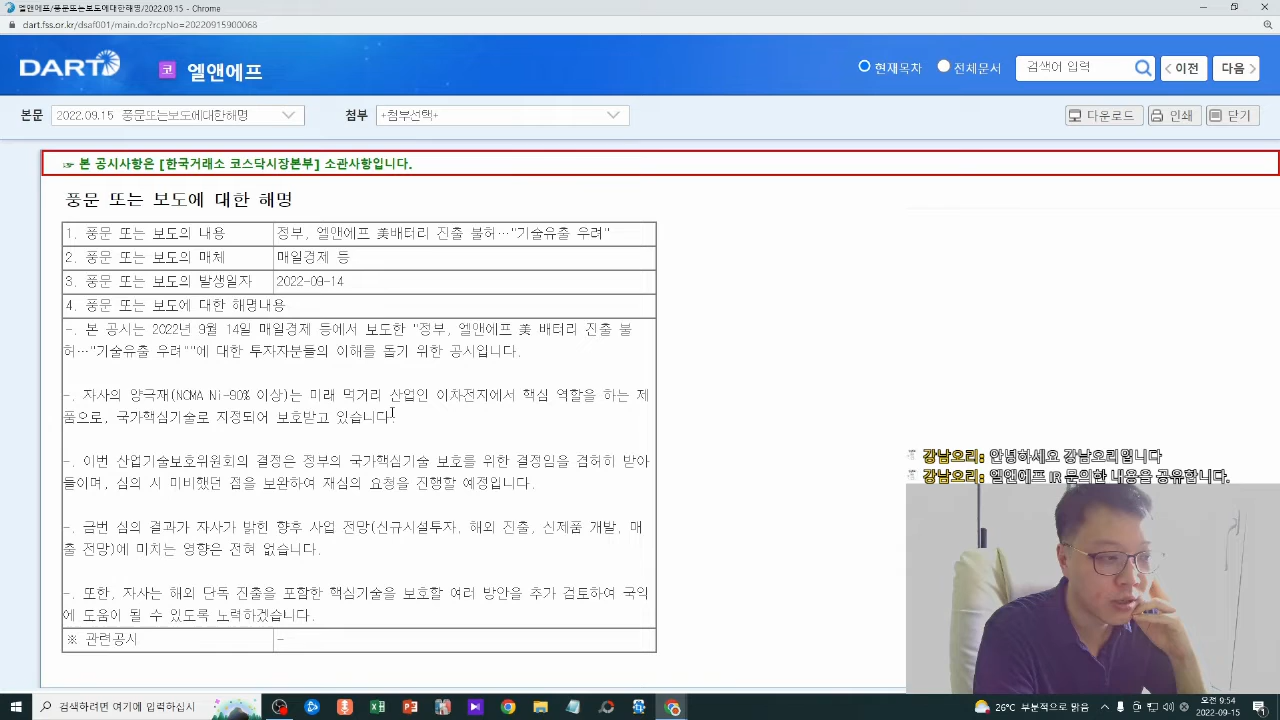 엘앤에프/풍문또는보도에대한해명/2022.09.15 - Chrome
dart.fss.or.kr/dsaf001/main.do?rcpNo=20220915900068
DART 코 엘앤에프 현재목차 전체문서 검색어 입력 이전 다음
본문 2022.09.15 풍문또는보도에대한해명 첨부 +첨부선택+ 다운로드 인쇄 닫기
☞ 본 공시사항은 [한국거래소 코스닥시장본부] 소관사항입니다.
풍문 또는 보도에 대한 해명
1. 풍문 또는 보도의 내용 정부, 엘앤에프 美배터리 진출 불허…"기술유출 우려"
2. 풍문 또는 보도의 매체 매일경제 등
3. 풍문 또는 보도의 발생일자 2022-09-14
4. 풍문 또는 보도에 대한 해명내용
-. 본 공시는 2022년 9월 14일 매일경제 등에서 보도한 "정부, 엘앤에프 美 배터리 진출 불
허…"기술유출 우려""에 대한 투자자분들의 이해를 돕기 위한 공시입니다.
-. 자사의 양극재(NCMA Ni-90% 이상)는 미래 먹거리 산업인 이차전지에서 핵심 역할을 하는 제
품으로, 국가핵심기술로 지정되어 보호받고 있습니다.
-. 이번 산업기술보호위원회의 결정은 정부의 국가핵심기술 보호를 위한 결정임을 겸허히 받아
들이며, 심의 시 미비했던 점을 보완하여 재심의 요청을 진행할 예정입니다.
-. 금번 심의 결과가 자사가 밝힌 향후 사업 전망(신규시설투자, 해외 진출, 신제품 개발, 매
출 전망)에 미치는 영향은 전혀 없습니다.
-. 또한, 자사는 해외 단독 진출을 포함한 핵심기술을 보호할 여러 방안을 추가 검토하여 국익
에 도움이 될 수 있도록 노력하겠습니다.
※ 관련공시 -
강남오리: 안녕하세요 강남오리입니다
강남오리: 엘앤에프 IR 문의한 내용을 공유합니다.
검색하려면 여기에 입력하십시 26°C 부분적으로 맑음 오전 9:54
2022-09-15